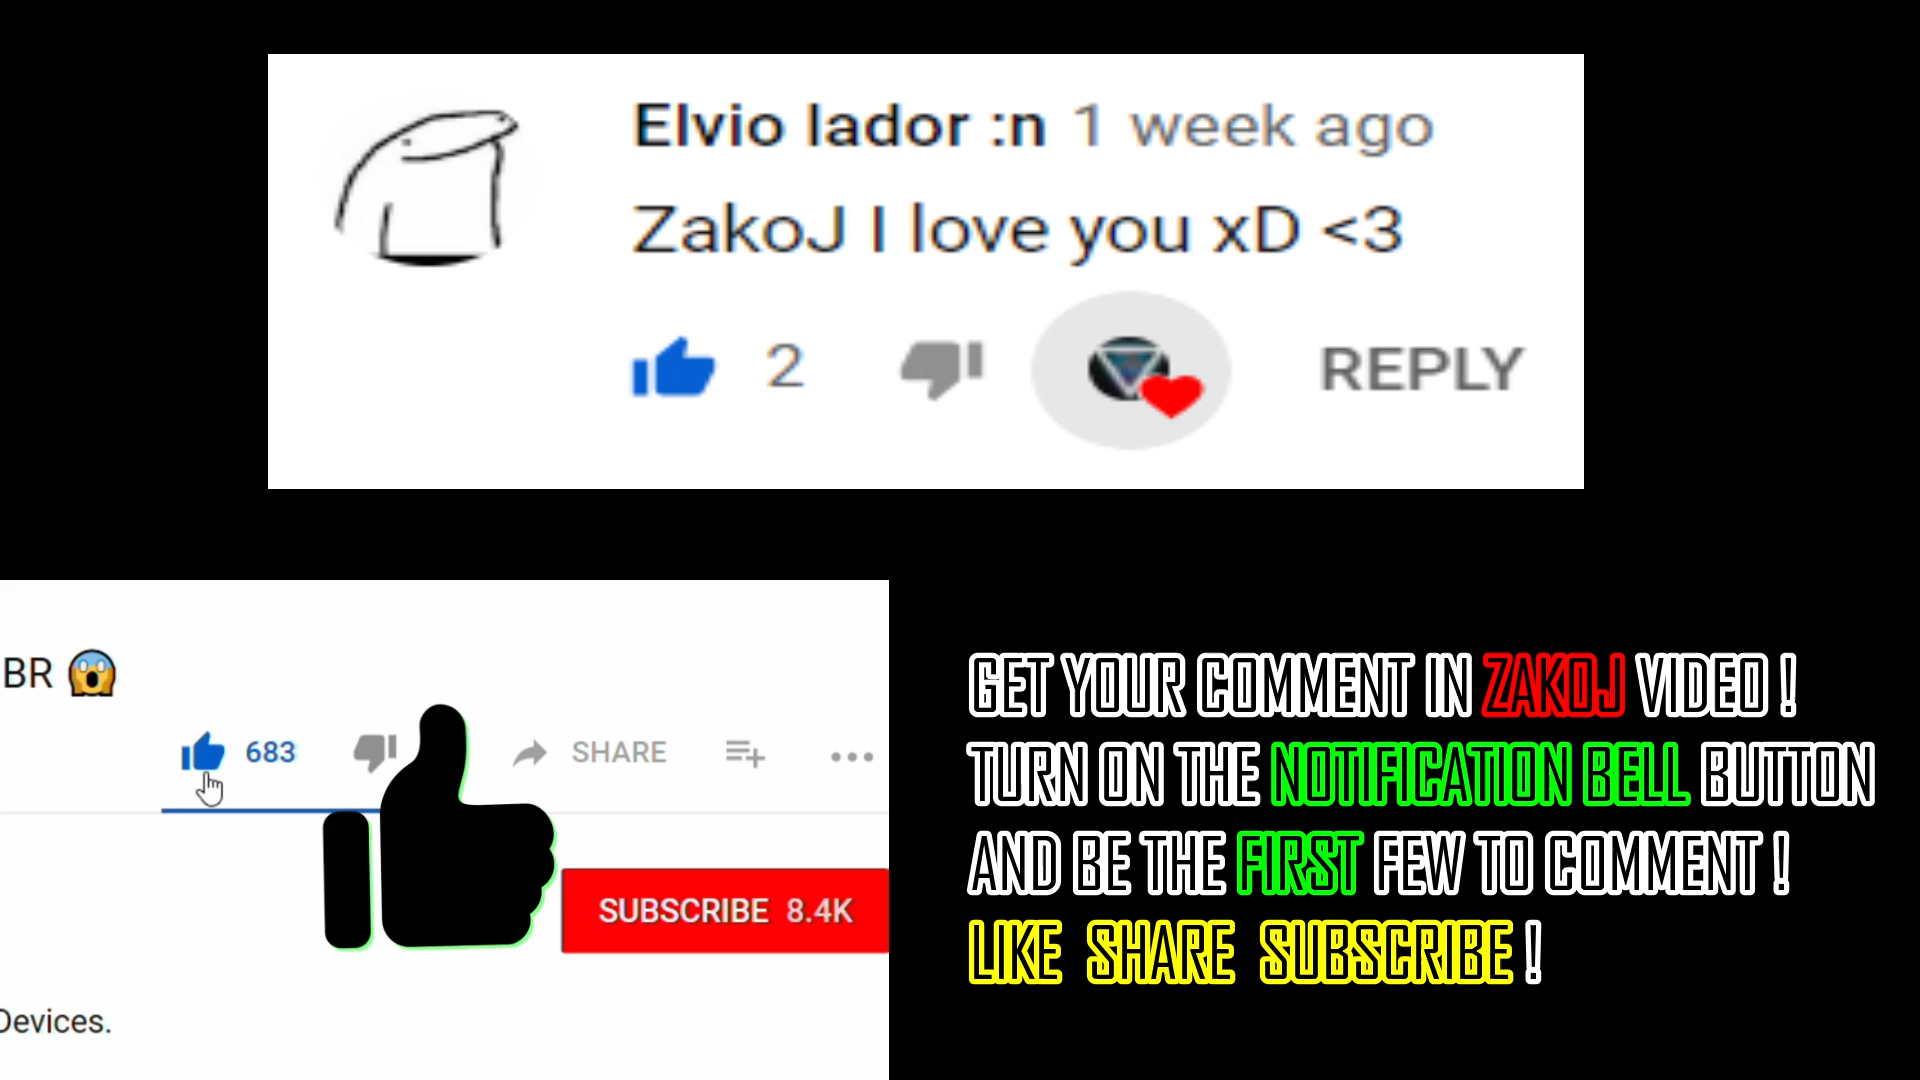 Elvio lador :n 1 week ago
ZakoJ I love you xD <3
2 REPLY
BR 😱
683 SHARE
SUBSCRIBE 8.4K
Devices.
GET YOUR COMMENT IN ZAKOJ VIDEO !
TURN ON THE NOTIFICATION BELL BUTTON
AND BE THE FIRST FEW TO COMMENT !
LIKE SHARE SUBSCRIBE !